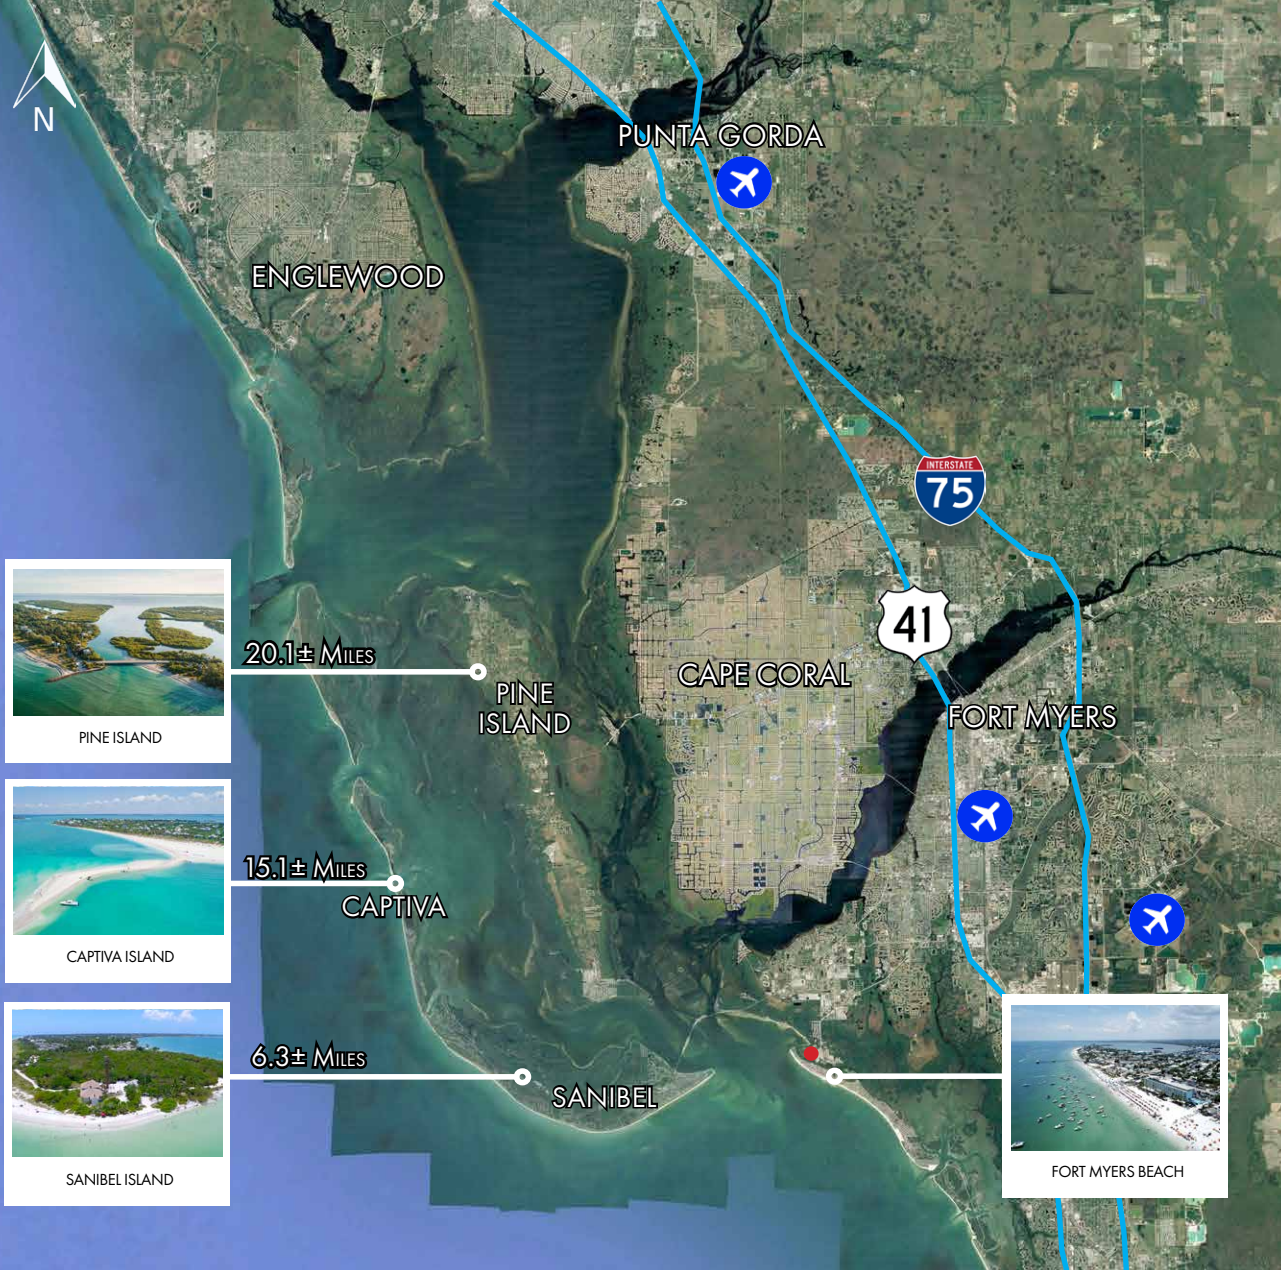 N
PUNTA GORDA
ENGLEWOOD
INTERSTATE
75
41
20.1± MILES
PINE
ISLAND
CAPE CORAL
FORT MYERS
PINE ISLAND
15.1± MILES
CAPTIVA
CAPTIVA ISLAND
6.3± MILES
SANIBEL
SANIBEL ISLAND
FORT MYERS BEACH